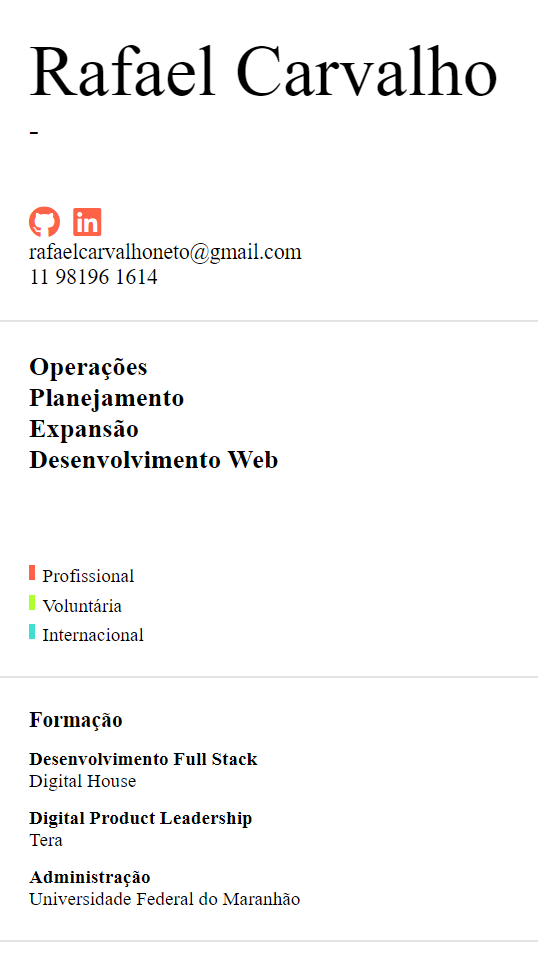 Rafael Carvalho
-
in
rafaelcarvalhoneto@gmail.com
11 98196 1614
Operações
Planejamento
Expansão
Desenvolvimento Web
Profissional
Voluntária
Internacional
Formação
Desenvolvimento Full Stack
Digital House
Digital Product Leadership
Tera
Administração
Universidade Federal do Maranhão